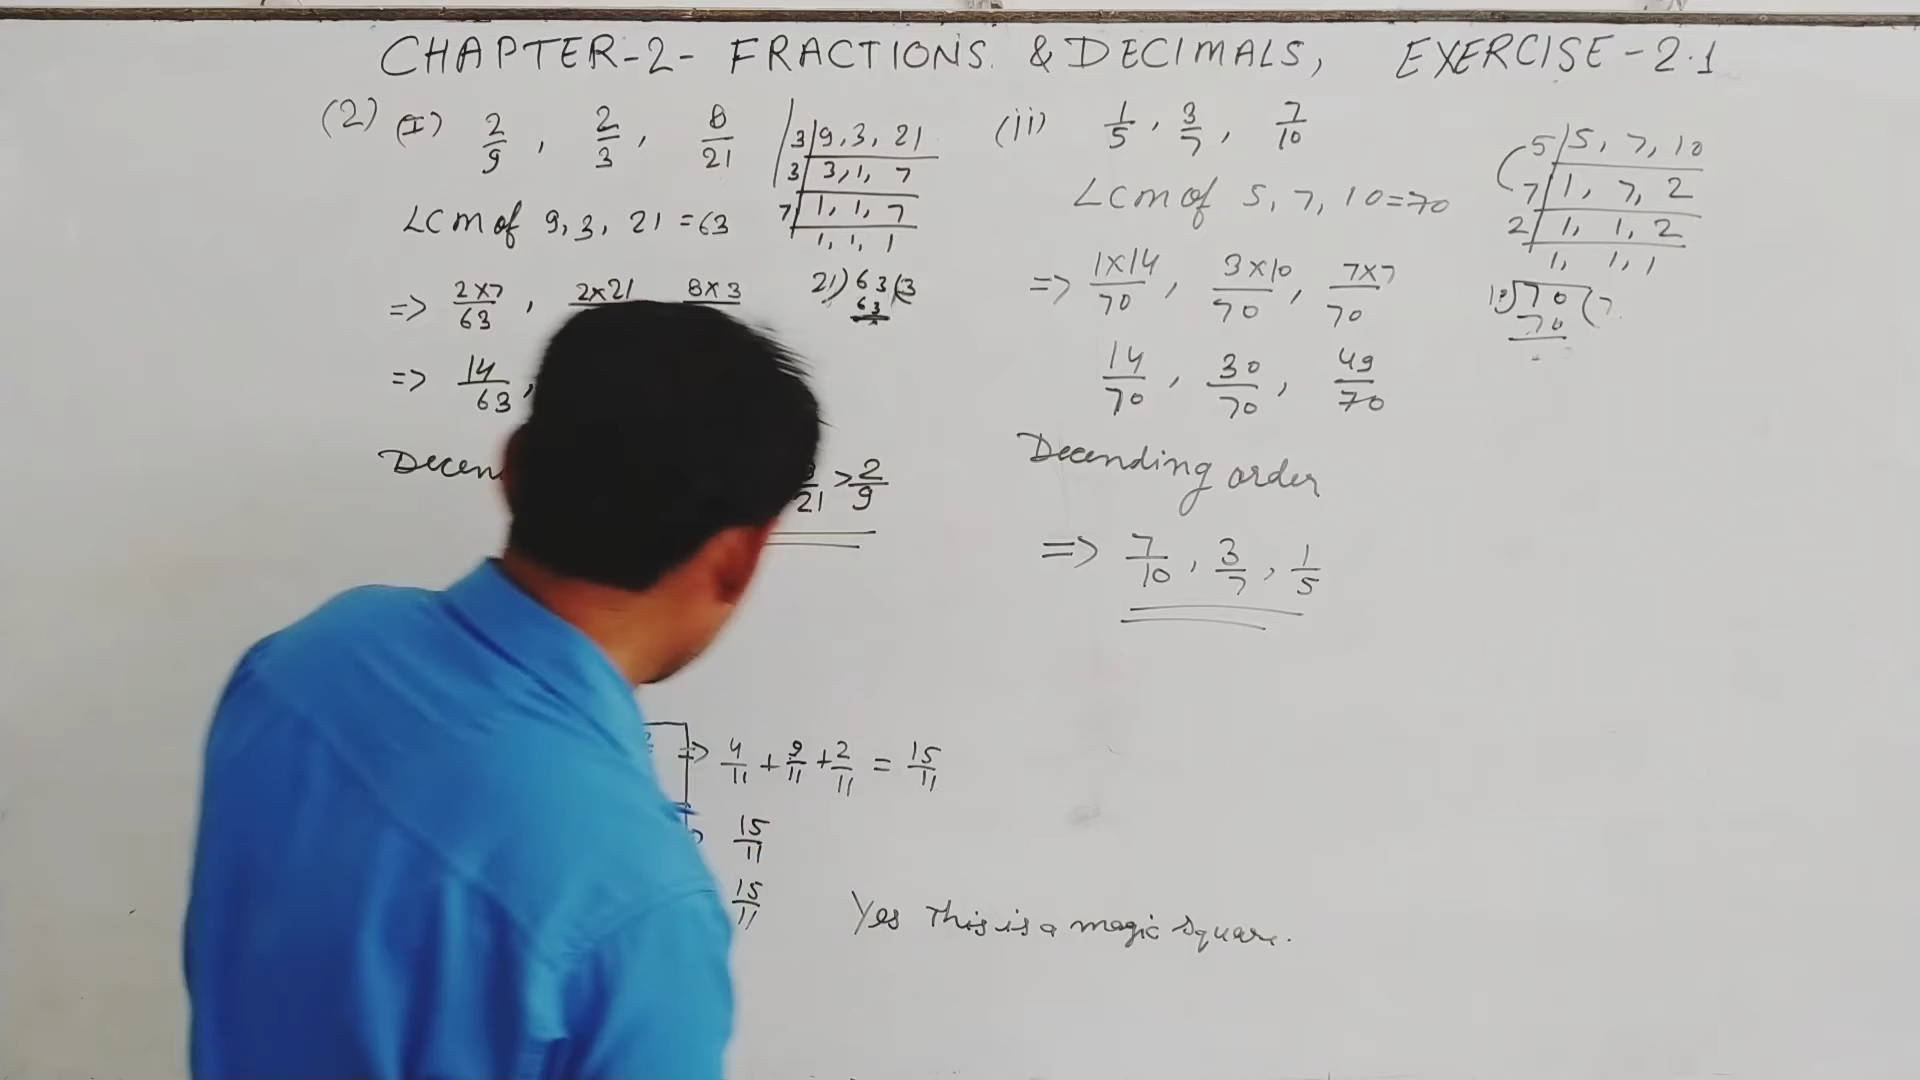 CHAPTER-2- FRACTIONS & DECIMALS, EXERCISE-2.1
(2) (I) 2/9, 2/3, 8/21
3|9,3,21
3|3,1,7
7|1,1,7
1,1,1
LCM of 9,3,21=63
=> 2×7/63, 2×21, 8×3
21)63(3
63
=> 14/63,
Decen
21 > 2/9
(ii) 1/5, 3/7, 7/10
5|5,7,10
7|1,7,2
2|1,1,2
1,1,1
LCM of 5,7,10=70
=> 1×14/70, 3×10/70, 7×7/70
10)70(7
70
14/70, 30/70, 49/70
Decending order
=> 7/10, 3/7, 1/5
=> 4/11+9/11+2/11 = 15/11
15/11
15/11
Yes This is a magic square.